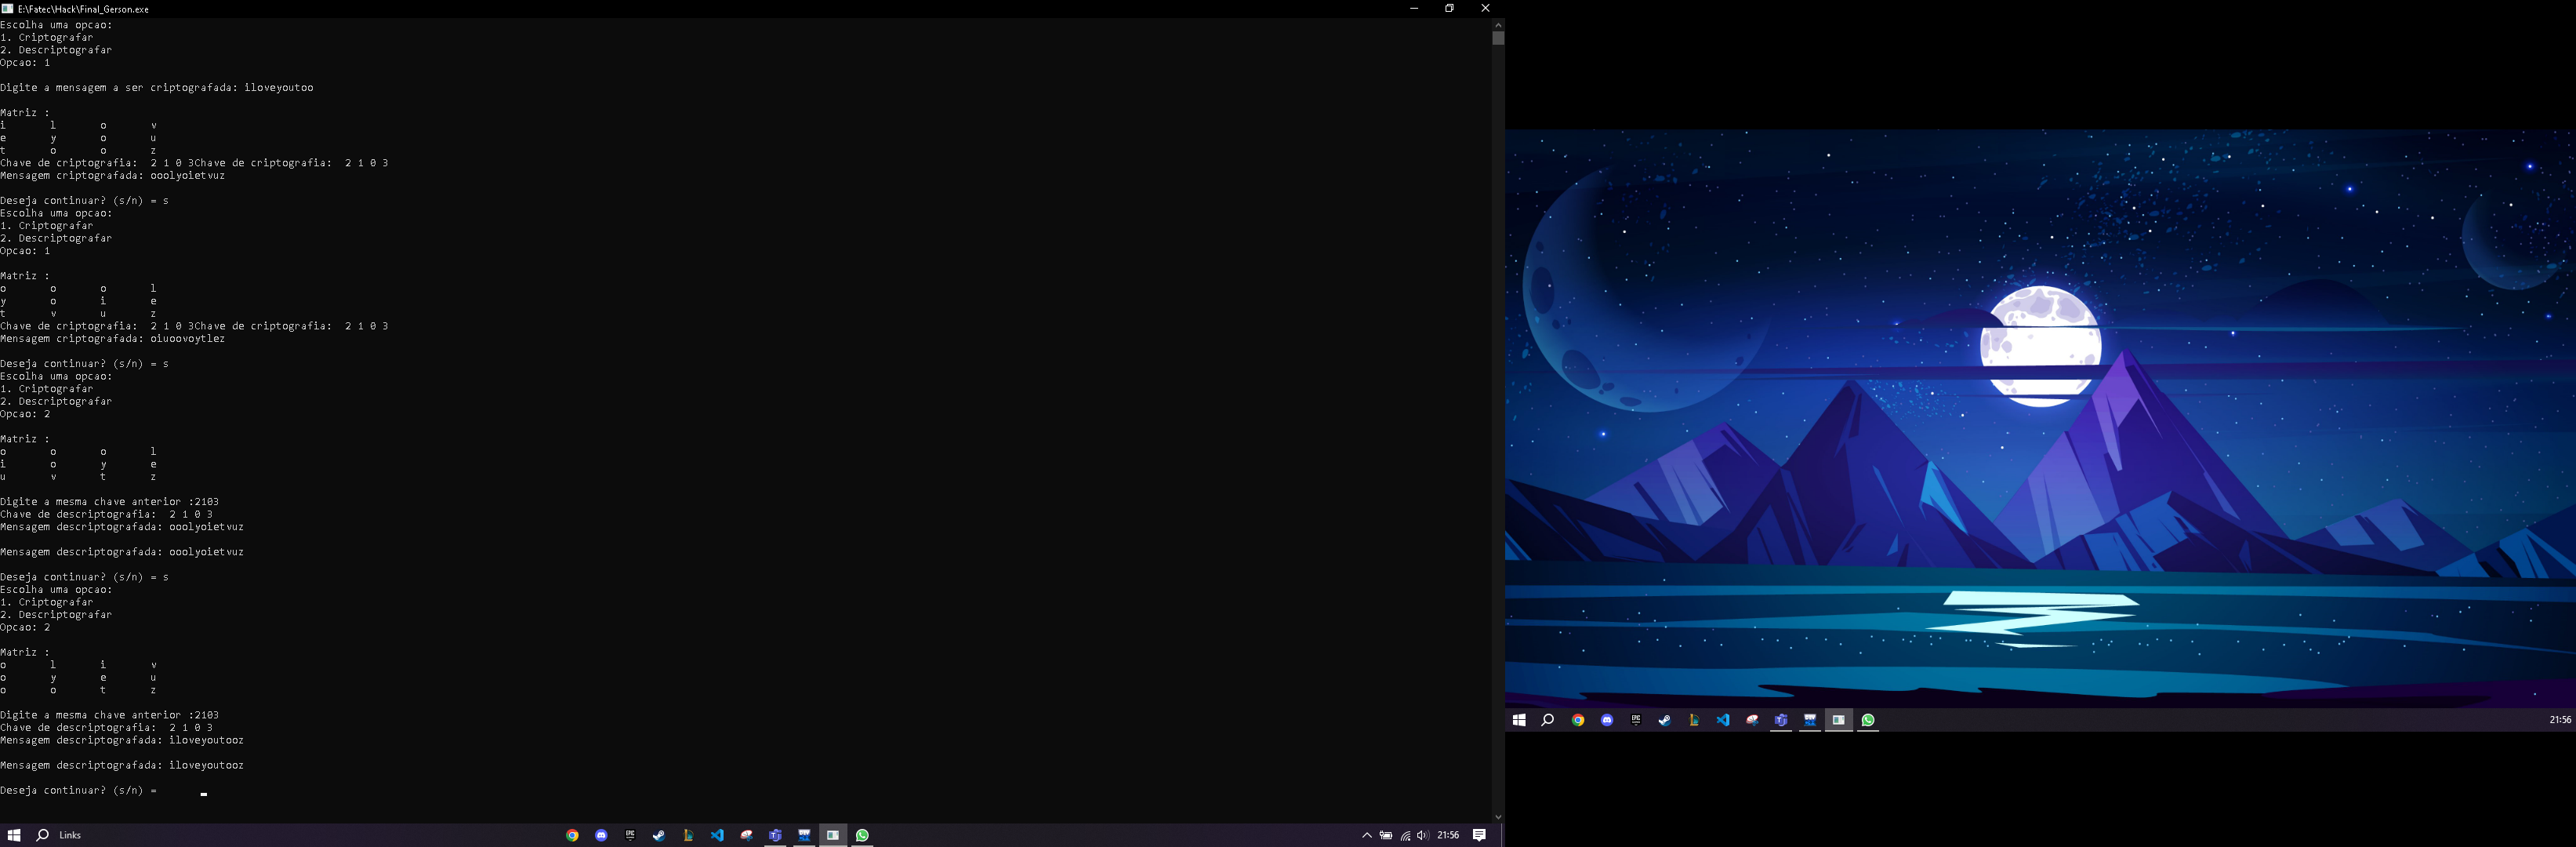 E:\Fatec\Hack\Final_Gerson.exe
Escolha uma opcao:
1. Criptografar
2. Descriptografar
Opcao: 1
Digite a mensagem a ser criptografada: iloveyoutoo
Matriz :
i l o v
e y o u
t o o z
Chave de criptografia:  2 1 0 3Chave de criptografia:  2 1 0 3
Mensagem criptografada: ooolyoietvuz
Deseja continuar? (s/n) = s
Escolha uma opcao:
1. Criptografar
2. Descriptografar
Opcao: 1
Matriz :
o o o l
y o i e
t v u z
Chave de criptografia:  2 1 0 3Chave de criptografia:  2 1 0 3
Mensagem criptografada: oiuoovoytlez
Deseja continuar? (s/n) = s
Escolha uma opcao:
1. Criptografar
2. Descriptografar
Opcao: 2
Matriz :
o o o l
i o y e
u v t z
Digite a mesma chave anterior :2103
Chave de descriptografia:  2 1 0 3
Mensagem descriptografada: ooolyoietvuz
Mensagem descriptografada: ooolyoietvuz
Deseja continuar? (s/n) = s
Escolha uma opcao:
1. Criptografar
2. Descriptografar
Opcao: 2
Matriz :
o l i v
o y e u
o o t z
Digite a mesma chave anterior :2103
Chave de descriptografia:  2 1 0 3
Mensagem descriptografada: iloveyoutooz
Mensagem descriptografada: iloveyoutooz
Deseja continuar? (s/n) =
Links
21:56
21:56